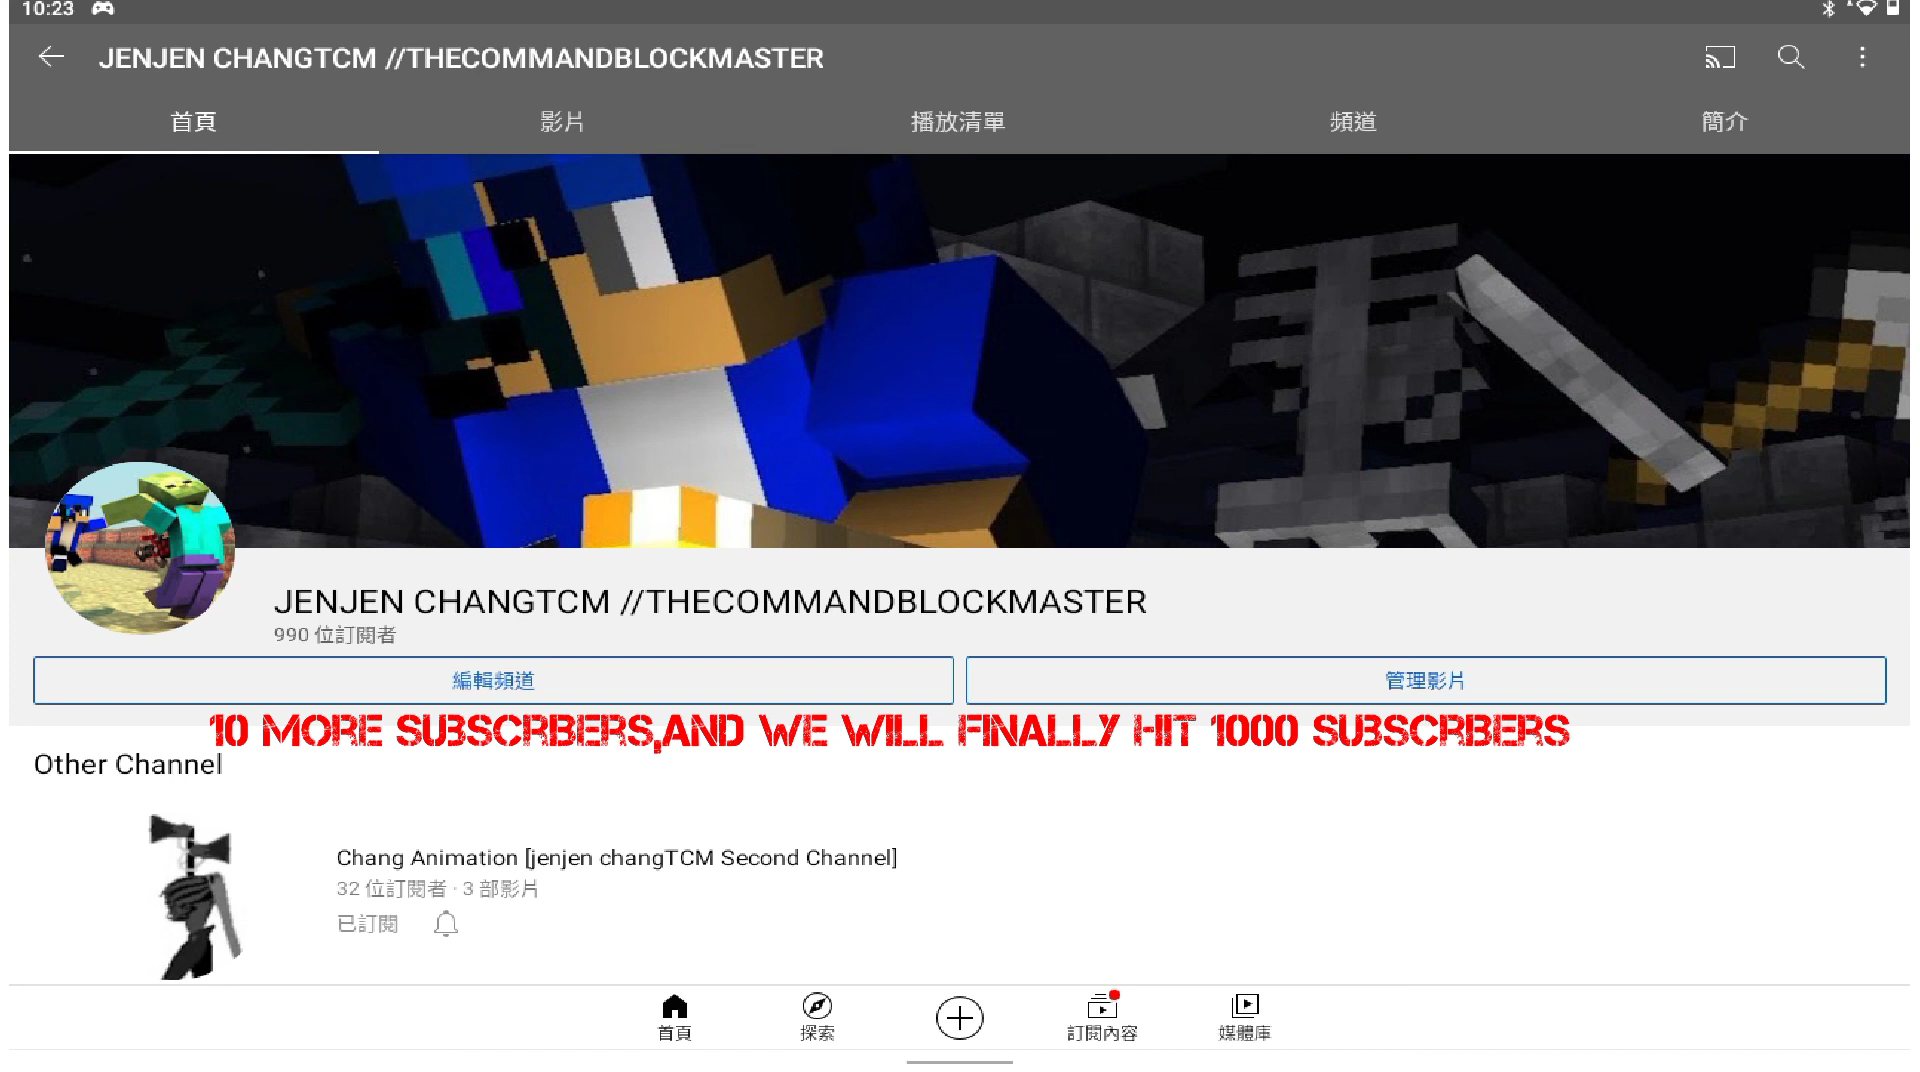 10:23
JENJEN CHANGTCM //THECOMMANDBLOCKMASTER
首頁 影片 播放清單 頻道 簡介
JENJEN CHANGTCM //THECOMMANDBLOCKMASTER
990 位訂閱者
編輯頻道 管理影片
10 MORE SUBSCRBERS,AND WE WILL FINALLY HIT 1000 SUBSCRBERS
Other Channel
Chang Animation [jenjen changTCM Second Channel]
32 位訂閱者 · 3 部影片
已訂閱
首頁 探索 訂閱內容 媒體庫